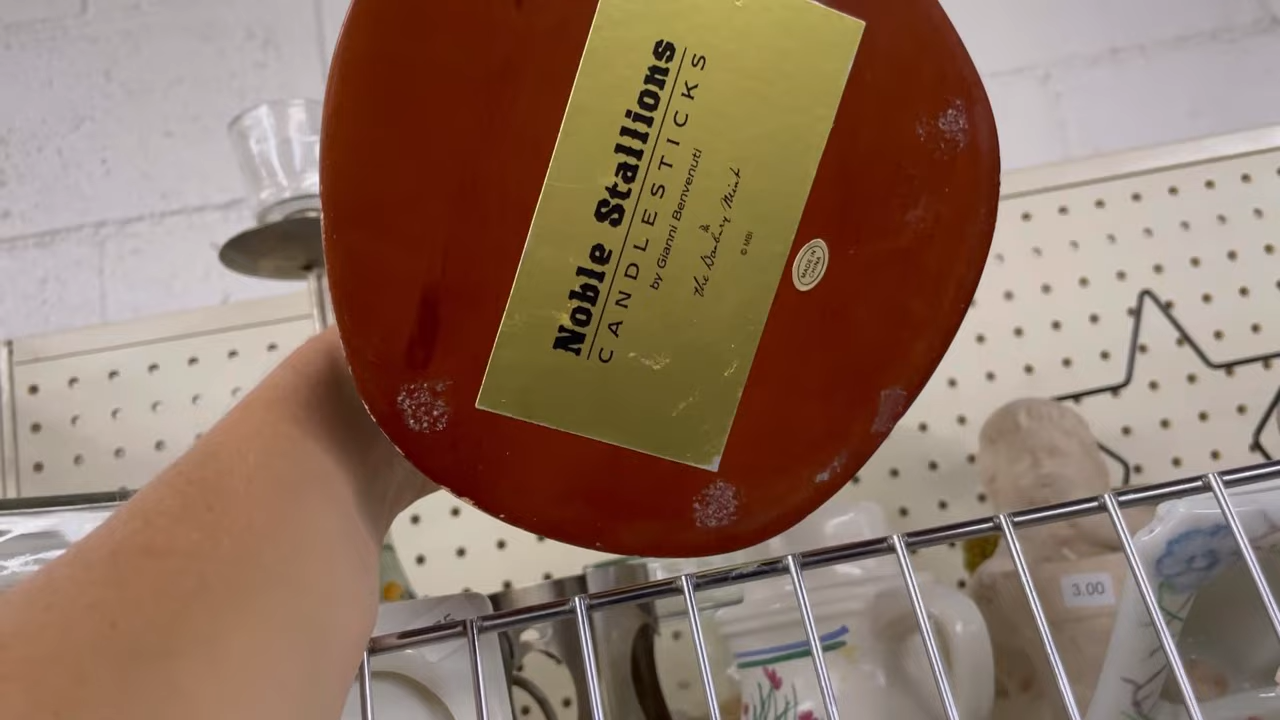 Noble Stallions
CANDLESTICKS
by Gianni Benvenuti
The Danbury Mint
© MBI
MADE IN
CHINA
3.00